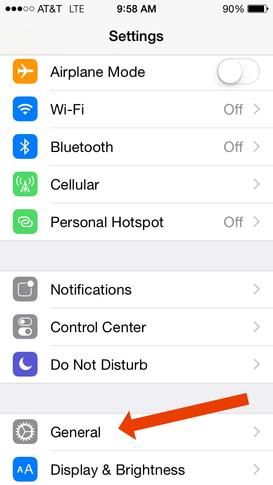 AT&T LTE 9:58 AM 90%
Settings
Airplane Mode
Wi-Fi Off
Bluetooth Off
Cellular
Personal Hotspot Off
Notifications
Control Center
Do Not Disturb
General
AA Display & Brightness